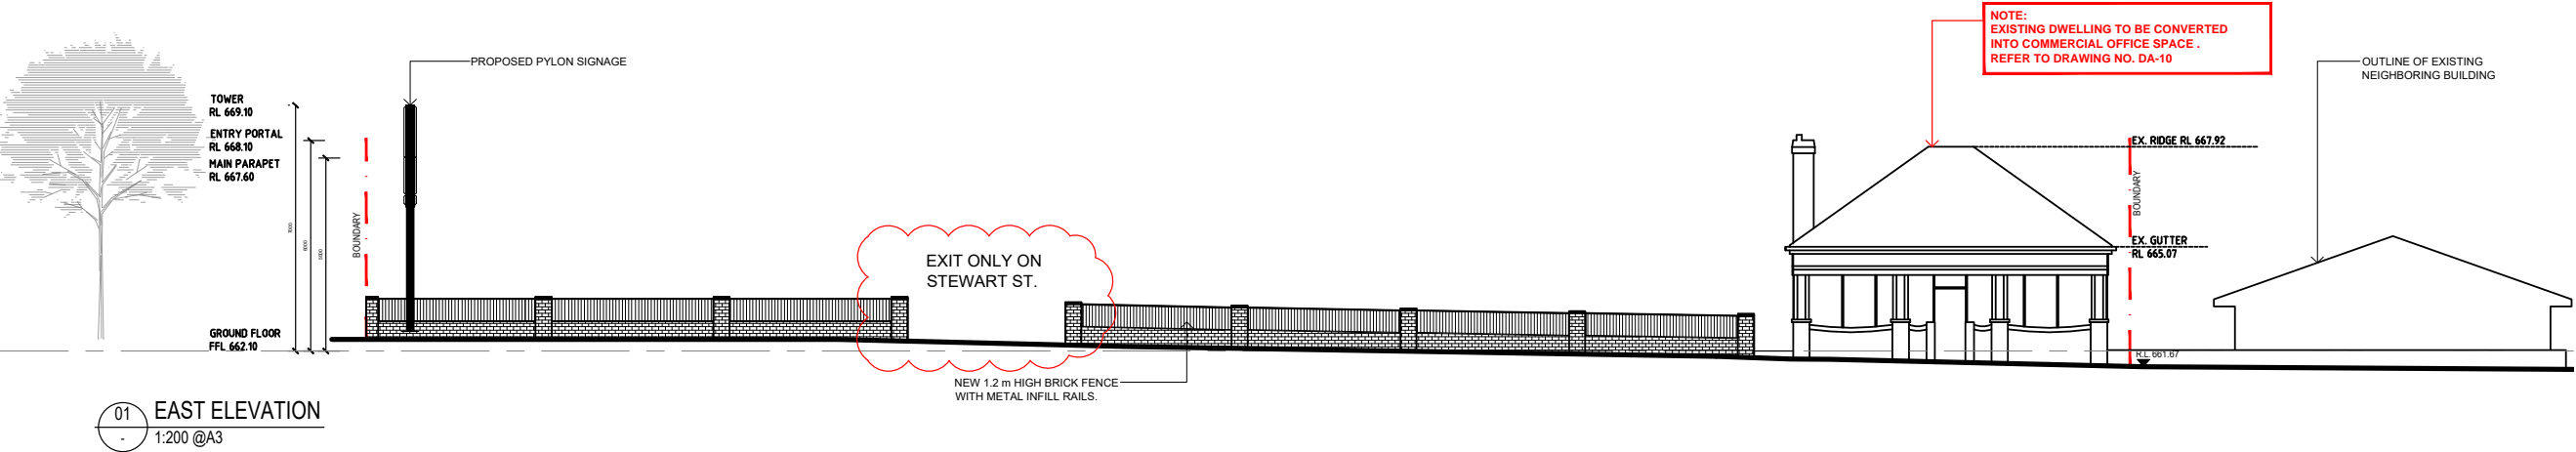 NOTE:
EXISTING DWELLING TO BE CONVERTED
INTO COMMERCIAL OFFICE SPACE .
REFER TO DRAWING NO. DA-10
PROPOSED PYLON SIGNAGE
OUTLINE OF EXISTING
NEIGHBORING BUILDING
TOWER
RL 669.10
ENTRY PORTAL
RL 668.10
MAIN PARAPET
RL 667.60
EX. RIDGE RL 667.92
BOUNDARY
BOUNDARY
7000
6000
5500
EX. GUTTER
RL 665.07
EXIT ONLY ON
STEWART ST.
GROUND FLOOR
FFL 662.10
R.L. 661.67
NEW 1.2 m HIGH BRICK FENCE
WITH METAL INFILL RAILS.
01
EAST ELEVATION
-
1:200 @A3